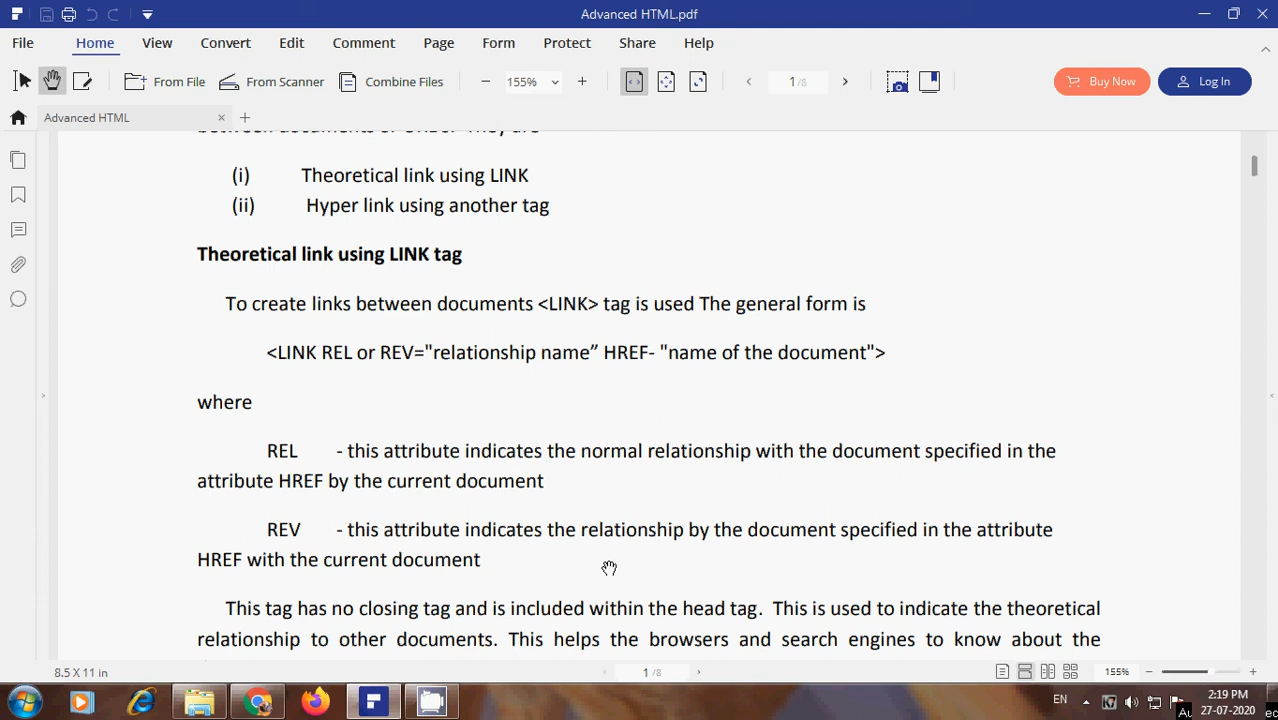 Advanced HTML.pdf
File Home View Convert Edit Comment Page Form Protect Share Help
From File From Scanner Combine Files 155% 1/8 Buy Now Log In
Advanced HTML
(i) Theoretical link using LINK
(ii) Hyper link using another tag
Theoretical link using LINK tag
To create links between documents <LINK> tag is used The general form is
<LINK REL or REV="relationship name” HREF- "name of the document">
where
REL - this attribute indicates the normal relationship with the document specified in the
attribute HREF by the current document
REV - this attribute indicates the relationship by the document specified in the attribute
HREF with the current document
This tag has no closing tag and is included within the head tag. This is used to indicate the theoretical
relationship to other documents. This helps the browsers and search engines to know about the
8.5 X 11 in 1/8 155%
EN 2:19 PM
27-07-2020